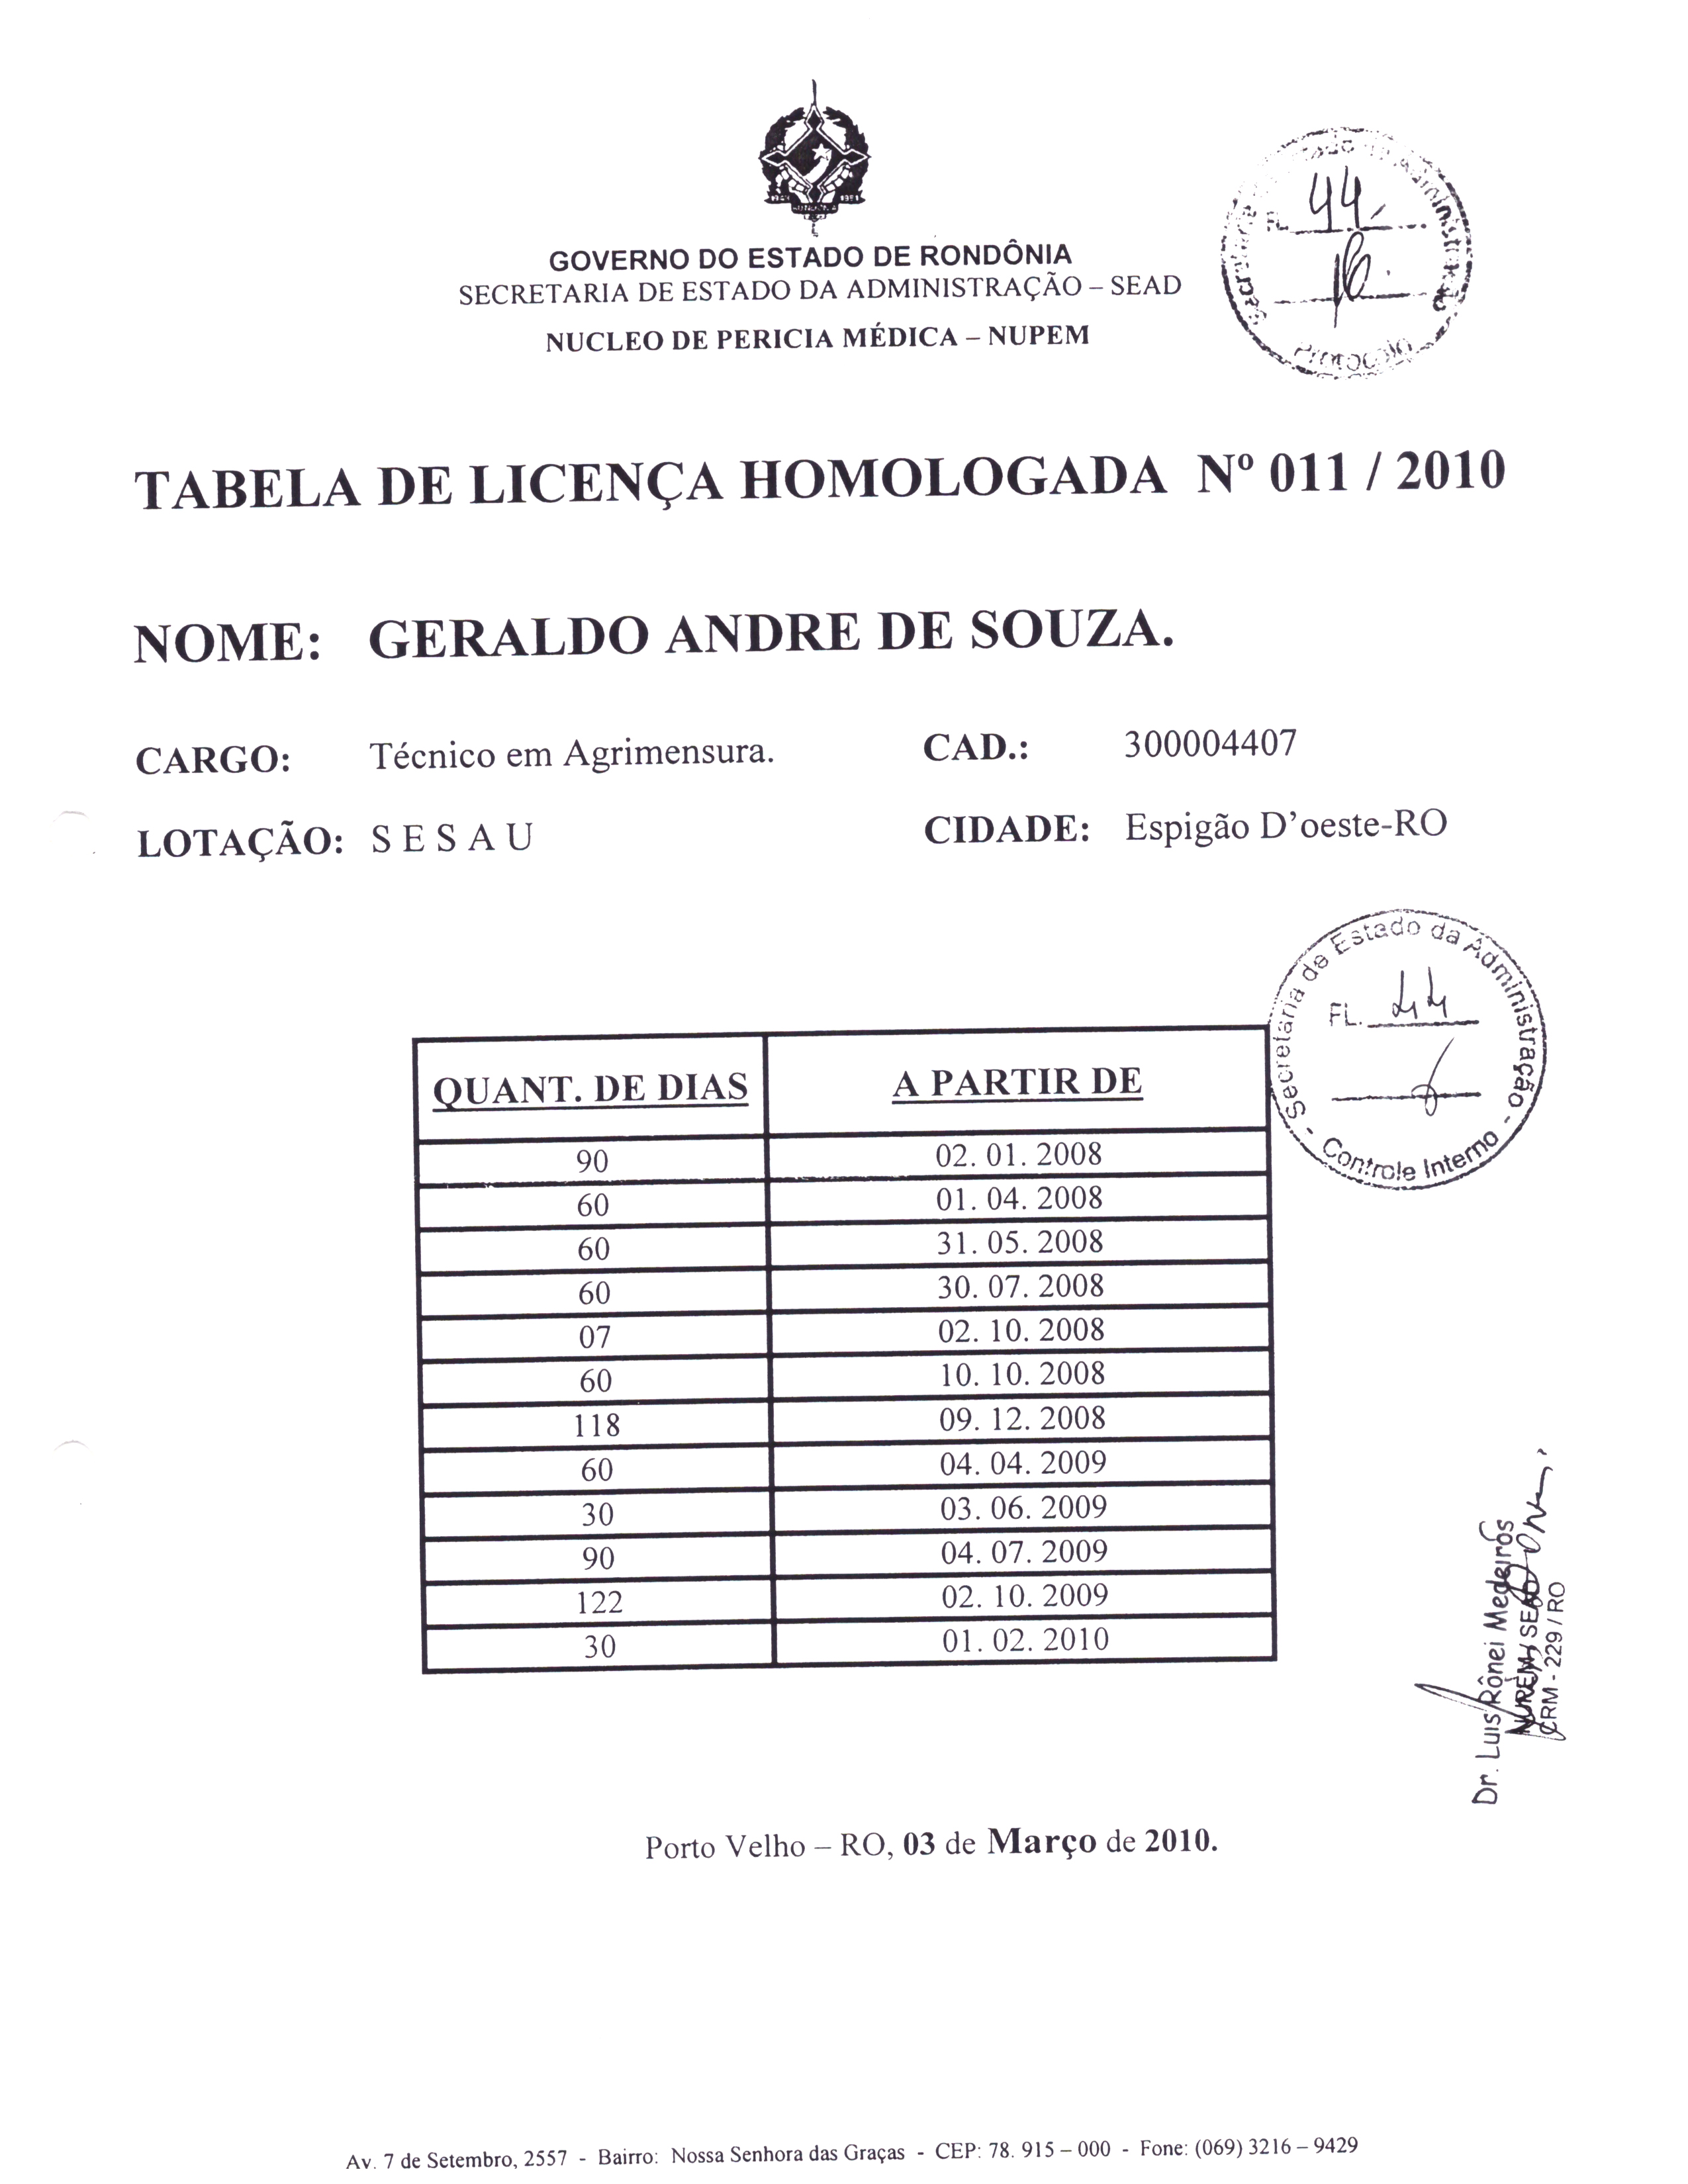 GOVERNO DO ESTADO DE RONDÔNIA
SECRETARIA DE ESTADO DA ADMINISTRAÇÃO – SEAD
NUCLEO DE PERICIA MÉDICA – NUPEM
FL. 44
Protocolo
TABELA DE LICENÇA HOMOLOGADA Nº 011 / 2010
NOME: GERALDO ANDRE DE SOUZA.
CARGO: Técnico em Agrimensura. CAD.: 300004407
LOTAÇÃO: S E S A U CIDADE: Espigão D'oeste-RO
Secretaria de Estado da Administração - Controle Interno -
FL. 44
QUANT. DE DIAS A PARTIR DE
90 02. 01. 2008
60 01. 04. 2008
60 31. 05. 2008
60 30. 07. 2008
07 02. 10. 2008
60 10. 10. 2008
118 09. 12. 2008
60 04. 04. 2009
30 03. 06. 2009
90 04. 07. 2009
122 02. 10. 2009
30 01. 02. 2010
Dr. Luis Rônei Medeiros
SEAD
CRM - 229 / RO
Porto Velho – RO, 03 de Março de 2010.
Av. 7 de Setembro, 2557 - Bairro: Nossa Senhora das Graças - CEP: 78. 915 – 000 - Fone: (069) 3216 – 9429